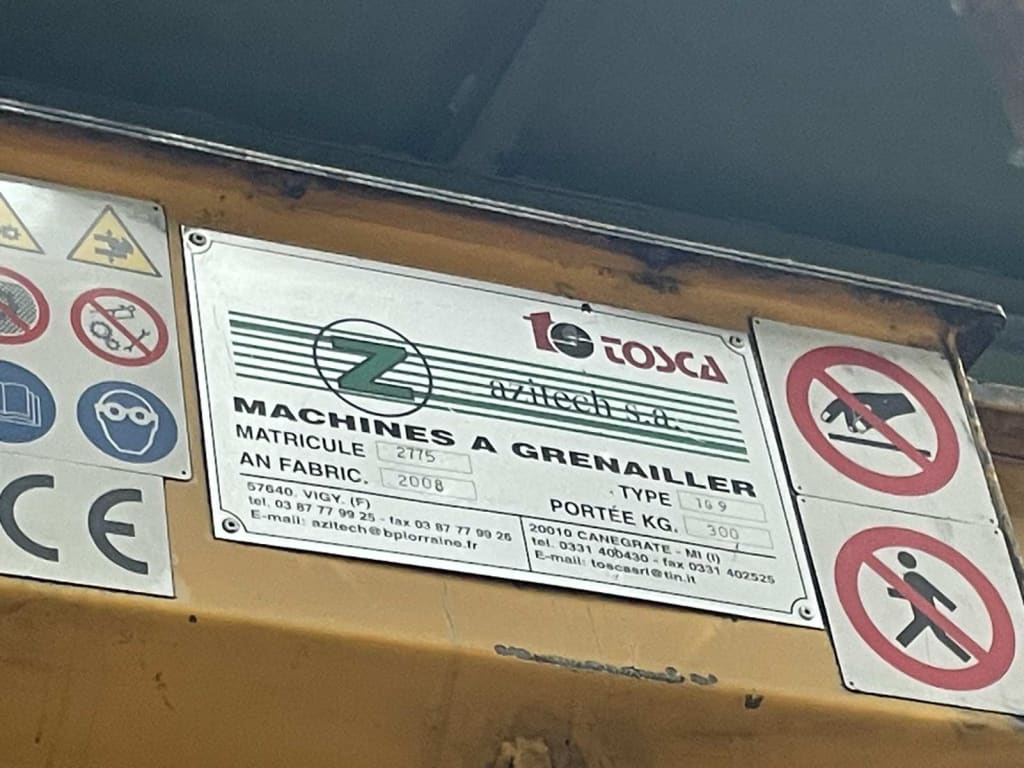 TOSCA
azitech s.a.
MACHINES A GRENAILLER
MATRICULE 2775
AN FABRIC. 2008
TYPE
PORTÉE KG. 300
57640. VIGY. (F)
tel. 03 87 77 99 25 - fax 03 87 77 99 26
E-mail: azitech@bplorraine.fr
20010 CANEGRATE - MI (I)
tel. 0331 400430 - fax 0331 402525
E-mail: toscasrl@tin.it
CE